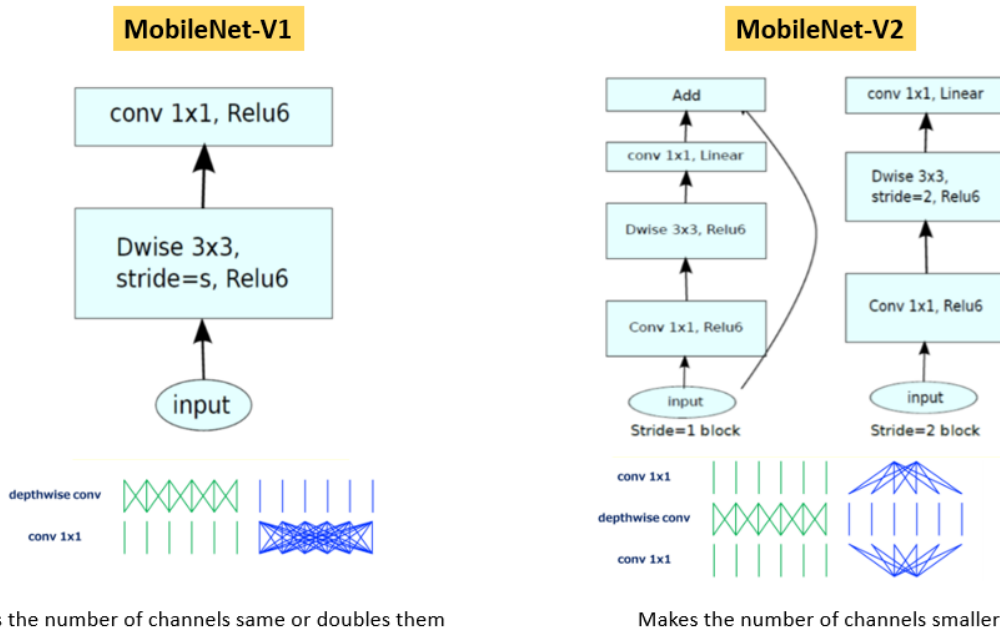 MobileNet-V1
conv 1x1, Relu6
Dwise 3x3,
stride=s, Relu6
input
depthwise conv
conv 1x1
s the number of channels same or doubles them
MobileNet-V2
Add
conv 1x1, Linear
Dwise 3x3, Relu6
Conv 1x1, Relu6
input
Stride=1 block
conv 1x1, Linear
Dwise 3x3,
stride=2, Relu6
Conv 1x1, Relu6
input
Stride=2 block
conv 1x1
depthwise conv
conv 1x1
Makes the number of channels smaller